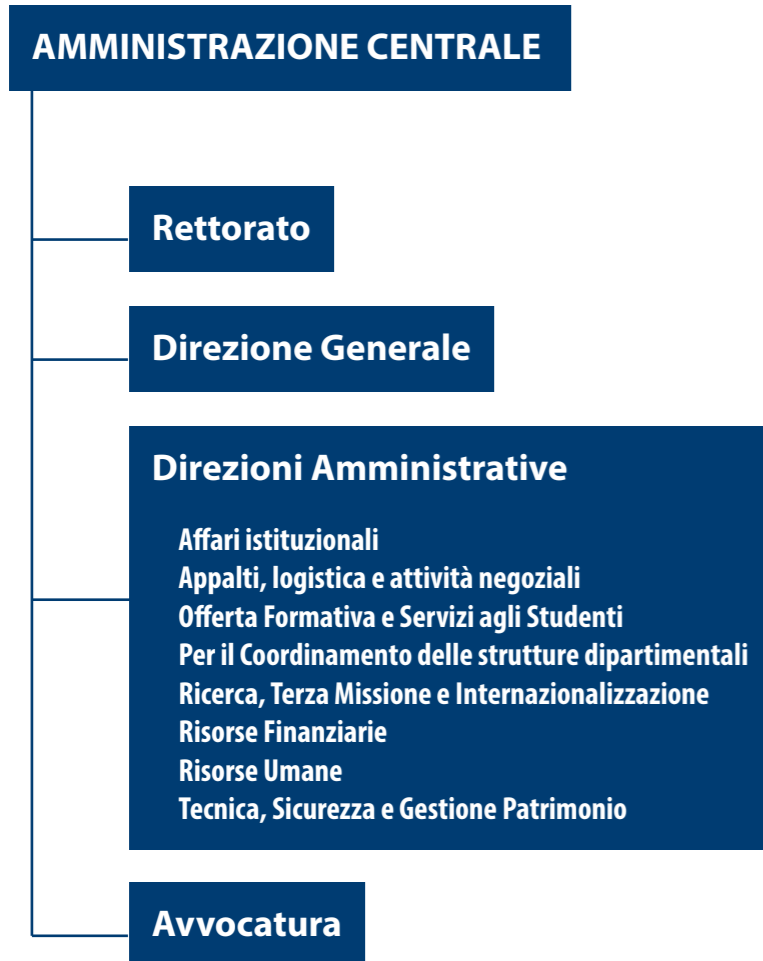 AMMINISTRAZIONE CENTRALE
Rettorato
Direzione Generale
Direzioni Amministrative
Affari istituzionali
Appalti, logistica e attività negoziali
Offerta Formativa e Servizi agli Studenti
Per il Coordinamento delle strutture dipartimentali
Ricerca, Terza Missione e Internazionalizzazione
Risorse Finanziarie
Risorse Umane
Tecnica, Sicurezza e Gestione Patrimonio
Avvocatura